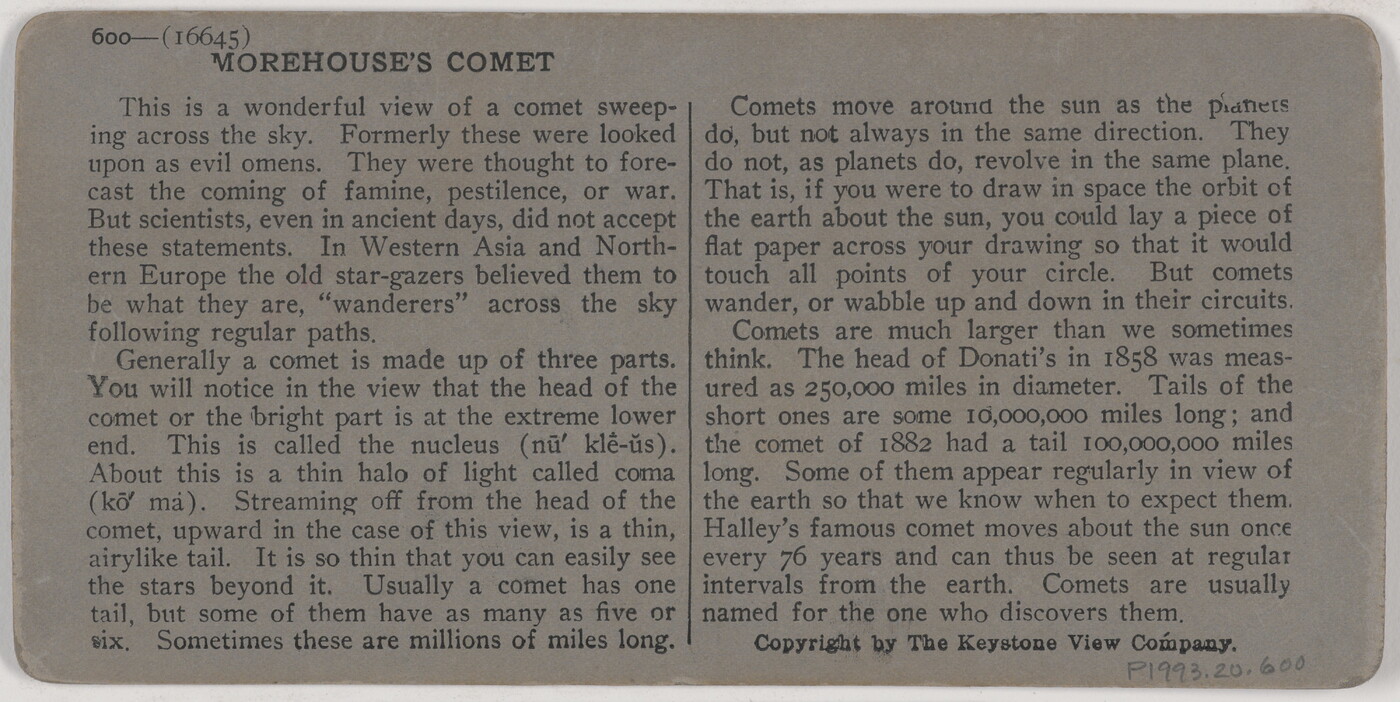 600—(16645)
MOREHOUSE'S COMET
This is a wonderful view of a comet sweep-
ing across the sky. Formerly these were looked
upon as evil omens. They were thought to fore-
cast the coming of famine, pestilence, or war.
But scientists, even in ancient days, did not accept
these statements. In Western Asia and North-
ern Europe the old star-gazers believed them to
be what they are, "wanderers" across the sky
following regular paths.
Generally a comet is made up of three parts.
You will notice in the view that the head of the
comet or the bright part is at the extreme lower
end. This is called the nucleus (nū′ klė-ŭs).
About this is a thin halo of light called coma
(kō′ mȧ). Streaming off from the head of the
comet, upward in the case of this view, is a thin,
airylike tail. It is so thin that you can easily see
the stars beyond it. Usually a comet has one
tail, but some of them have as many as five or
six. Sometimes these are millions of miles long.
Comets move around the sun as the planets
do, but not always in the same direction. They
do not, as planets do, revolve in the same plane.
That is, if you were to draw in space the orbit of
the earth about the sun, you could lay a piece of
flat paper across your drawing so that it would
touch all points of your circle. But comets
wander, or wabble up and down in their circuits.
Comets are much larger than we sometimes
think. The head of Donati's in 1858 was meas-
ured as 250,000 miles in diameter. Tails of the
short ones are some 10,000,000 miles long; and
the comet of 1882 had a tail 100,000,000 miles
long. Some of them appear regularly in view of
the earth so that we know when to expect them.
Halley's famous comet moves about the sun once
every 76 years and can thus be seen at regular
intervals from the earth. Comets are usually
named for the one who discovers them.
Copyright by The Keystone View Company.
P1993.20.600